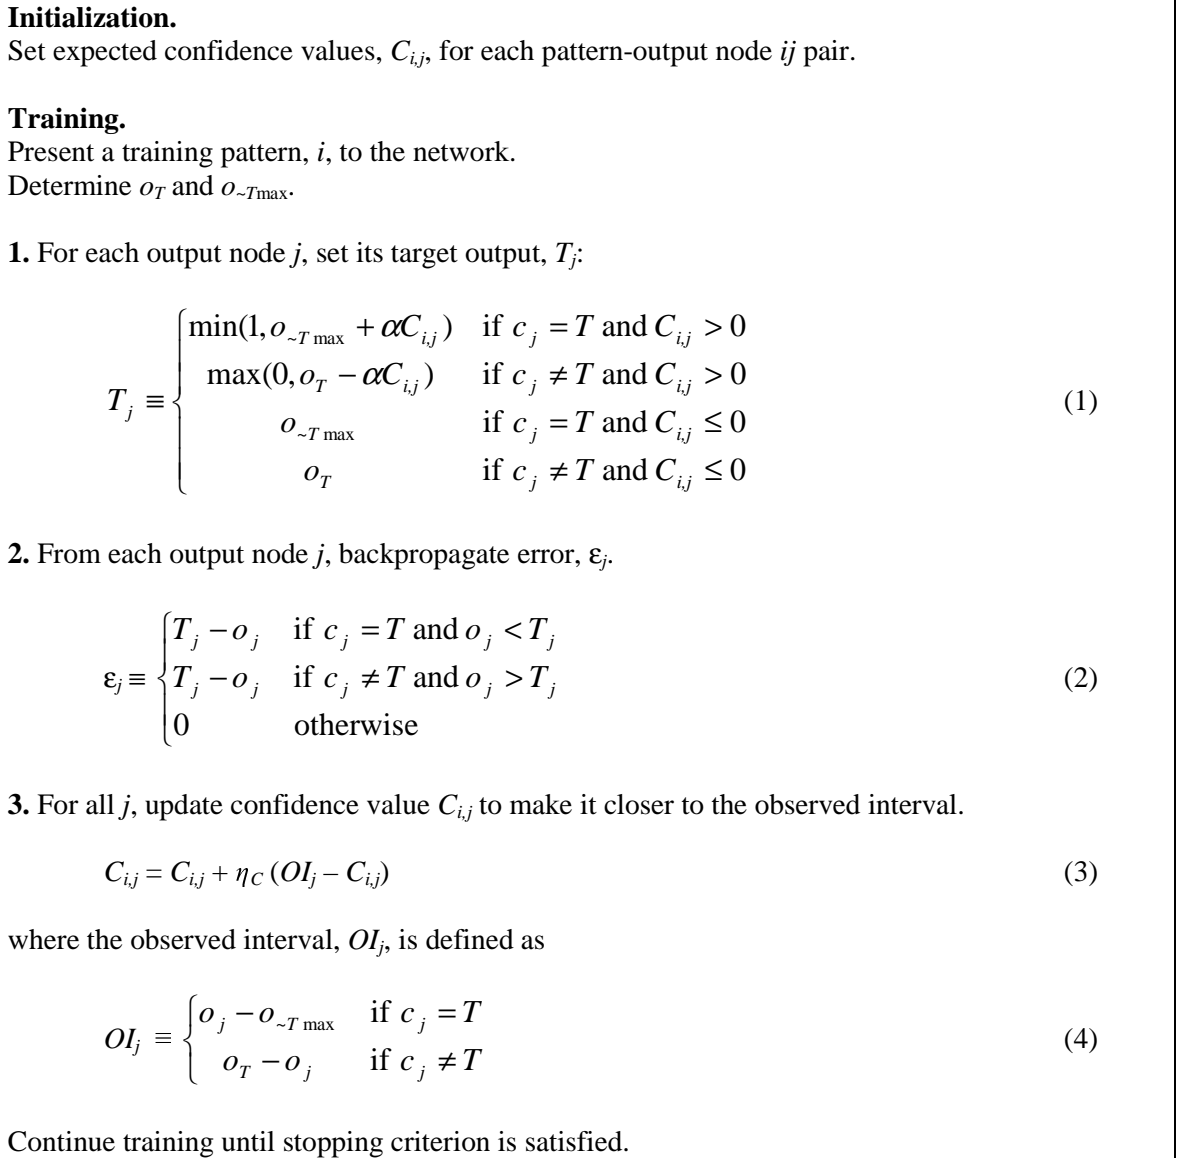 Initialization.
Set expected confidence values, C_{i,j}, for each pattern-output node ij pair.
Training.
Present a training pattern, i, to the network.
Determine o_T and o_{~Tmax}.
1. For each output node j, set its target output, T_j:
T_j ≡ { min(1, o_{~T max} + αC_{i,j}) if c_j = T and C_{i,j} > 0
max(0, o_T − αC_{i,j}) if c_j ≠ T and C_{i,j} > 0
o_{~T max} if c_j = T and C_{i,j} ≤ 0
o_T if c_j ≠ T and C_{i,j} ≤ 0 (1)
2. From each output node j, backpropagate error, ε_j.
ε_j ≡ { T_j − o_j if c_j = T and o_j < T_j
T_j − o_j if c_j ≠ T and o_j > T_j
0 otherwise (2)
3. For all j, update confidence value C_{i,j} to make it closer to the observed interval.
C_{i,j} = C_{i,j} + η_C (OI_j – C_{i,j}) (3)
where the observed interval, OI_j, is defined as
OI_j ≡ { o_j − o_{~T max} if c_j = T
o_T − o_j if c_j ≠ T (4)
Continue training until stopping criterion is satisfied.